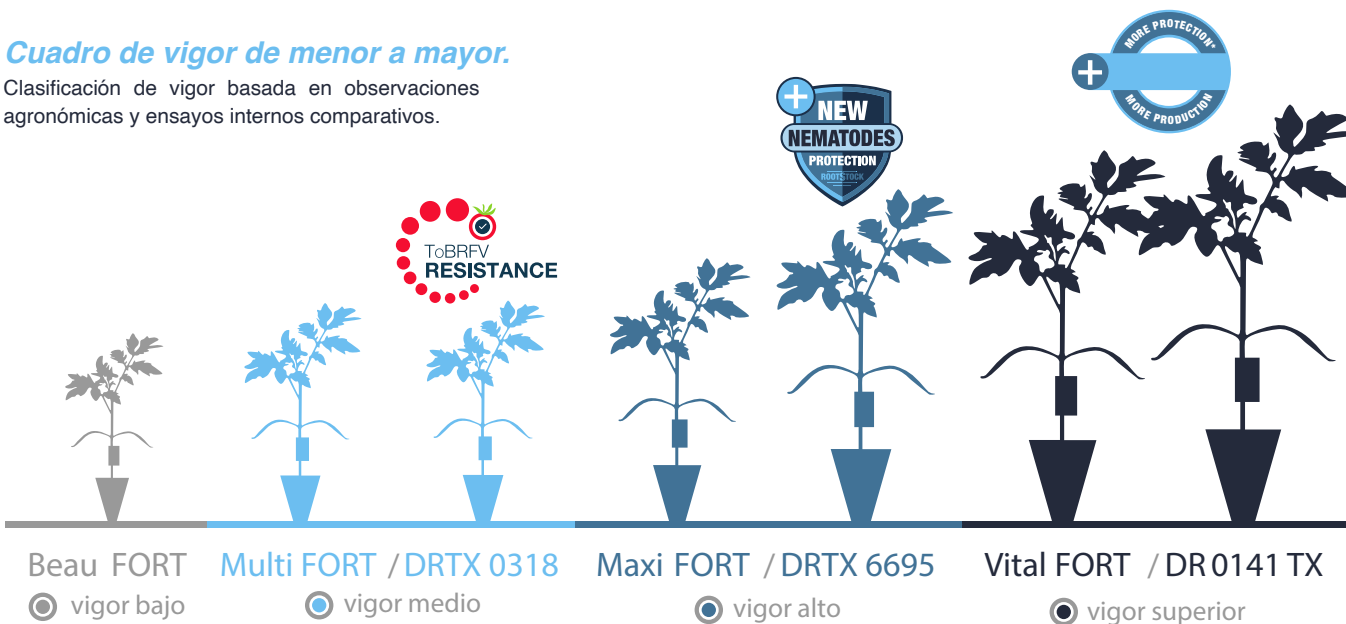 Cuadro de vigor de menor a mayor.
Clasificación de vigor basada en observaciones
agronómicas y ensayos internos comparativos.
MORE PROTECTION*
MORE PRODUCTION
NEW
NEMATODES
PROTECTION
ROOTSTOCK
ToBRFV
RESISTANCE
Beau FORT
Multi FORT / DRTX 0318
Maxi FORT / DRTX 6695
Vital FORT / DR 0141 TX
vigor bajo
vigor medio
vigor alto
vigor superior